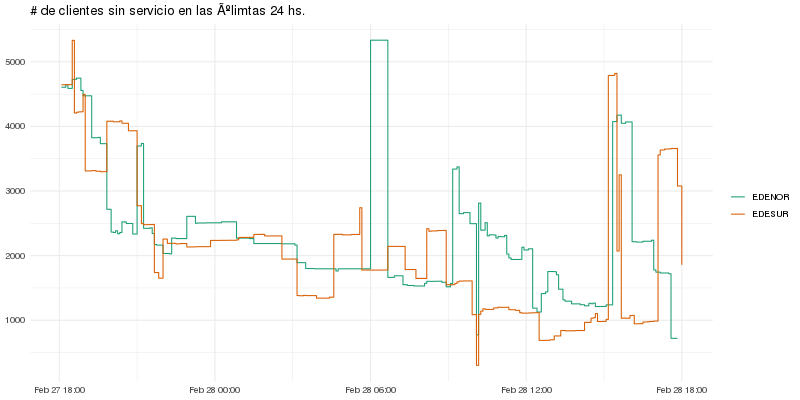 # de clientes sin servicio en las Ãºlimtas 24 hs.
5000
4000
3000
2000
1000
EDENOR
EDESUR
Feb 27 18:00 Feb 28 00:00 Feb 28 06:00 Feb 28 12:00 Feb 28 18:00